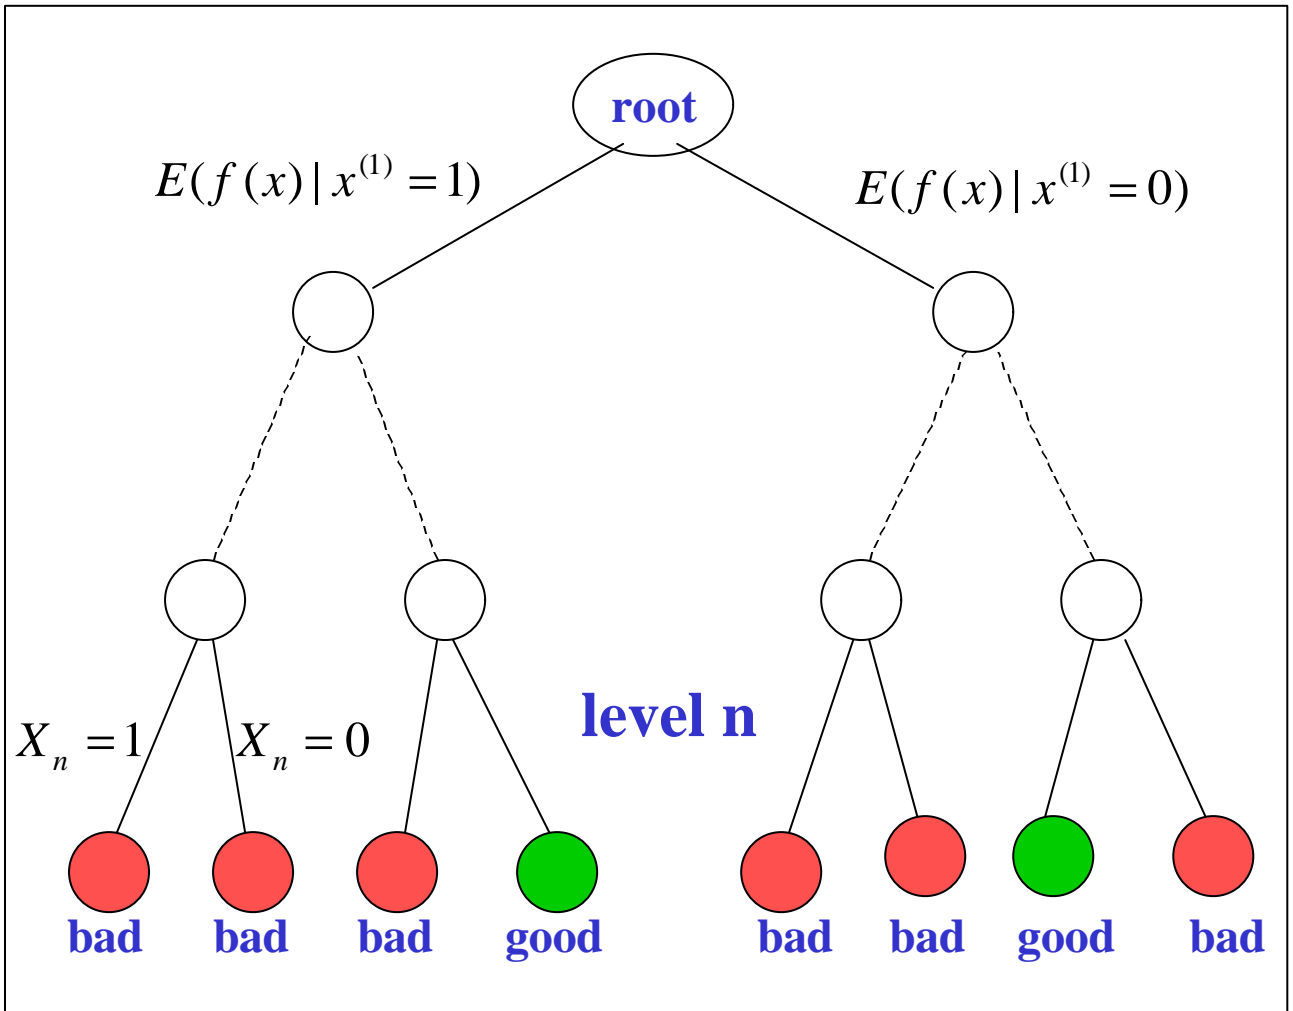 root
E(f(x)|x^(1) = 1)
E(f(x)|x^(1) = 0)
level n
X_n = 1
X_n = 0
bad bad bad good bad bad good bad